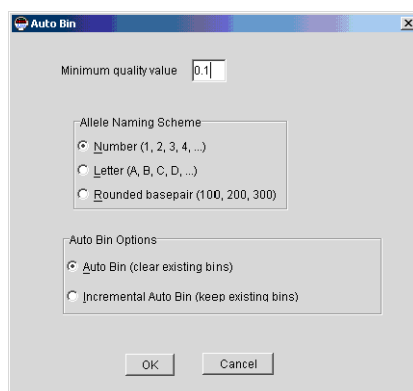 Auto Bin
Minimum quality value 0.1
Allele Naming Scheme
Number (1, 2, 3, 4, ...)
Letter (A, B, C, D, ...)
Rounded basepair (100, 200, 300)
Auto Bin Options
Auto Bin (clear existing bins)
Incremental Auto Bin (keep existing bins)
OK Cancel